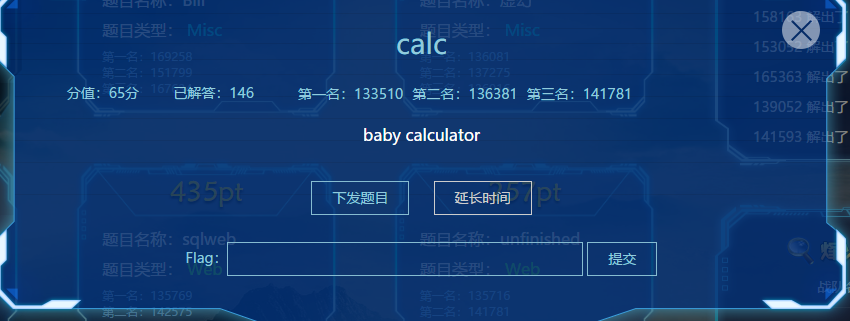 题目名称：Bill
题目名称：虚幻
题目类型：Misc
题目类型：Misc
calc
第一名：169258
第二名：151799
第一名：136081
第二名：137275
153092 解出了
165363 解出了
139052 解出了
141593 解出了
分值：65分 已解答：146 第一名：133510 第二名：136381 第三名：141781
baby calculator
435pt
257pt
下发题目 延长时间
题目名称：sqlweb
题目名称：unfinished
Flag： 提交
题目类型：Web
题目类型：Web
第一名：135769
第二名：142575
第一名：135716
第二名：141781